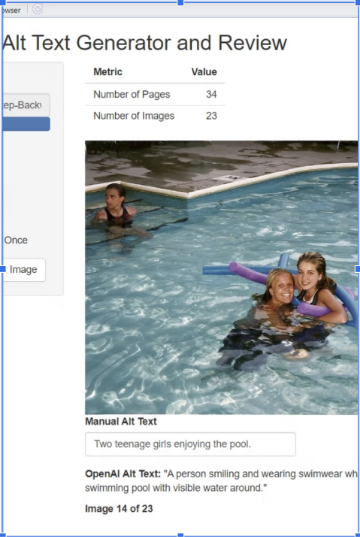 owser
Alt Text Generator and Review
Metric Value
Number of Pages 34
ep-Back
Number of Images 23
Once
Image
Manual Alt Text
Two teenage girls enjoying the pool.
OpenAI Alt Text: "A person smiling and wearing swimwear wh
swimming pool with visible water around."
Image 14 of 23